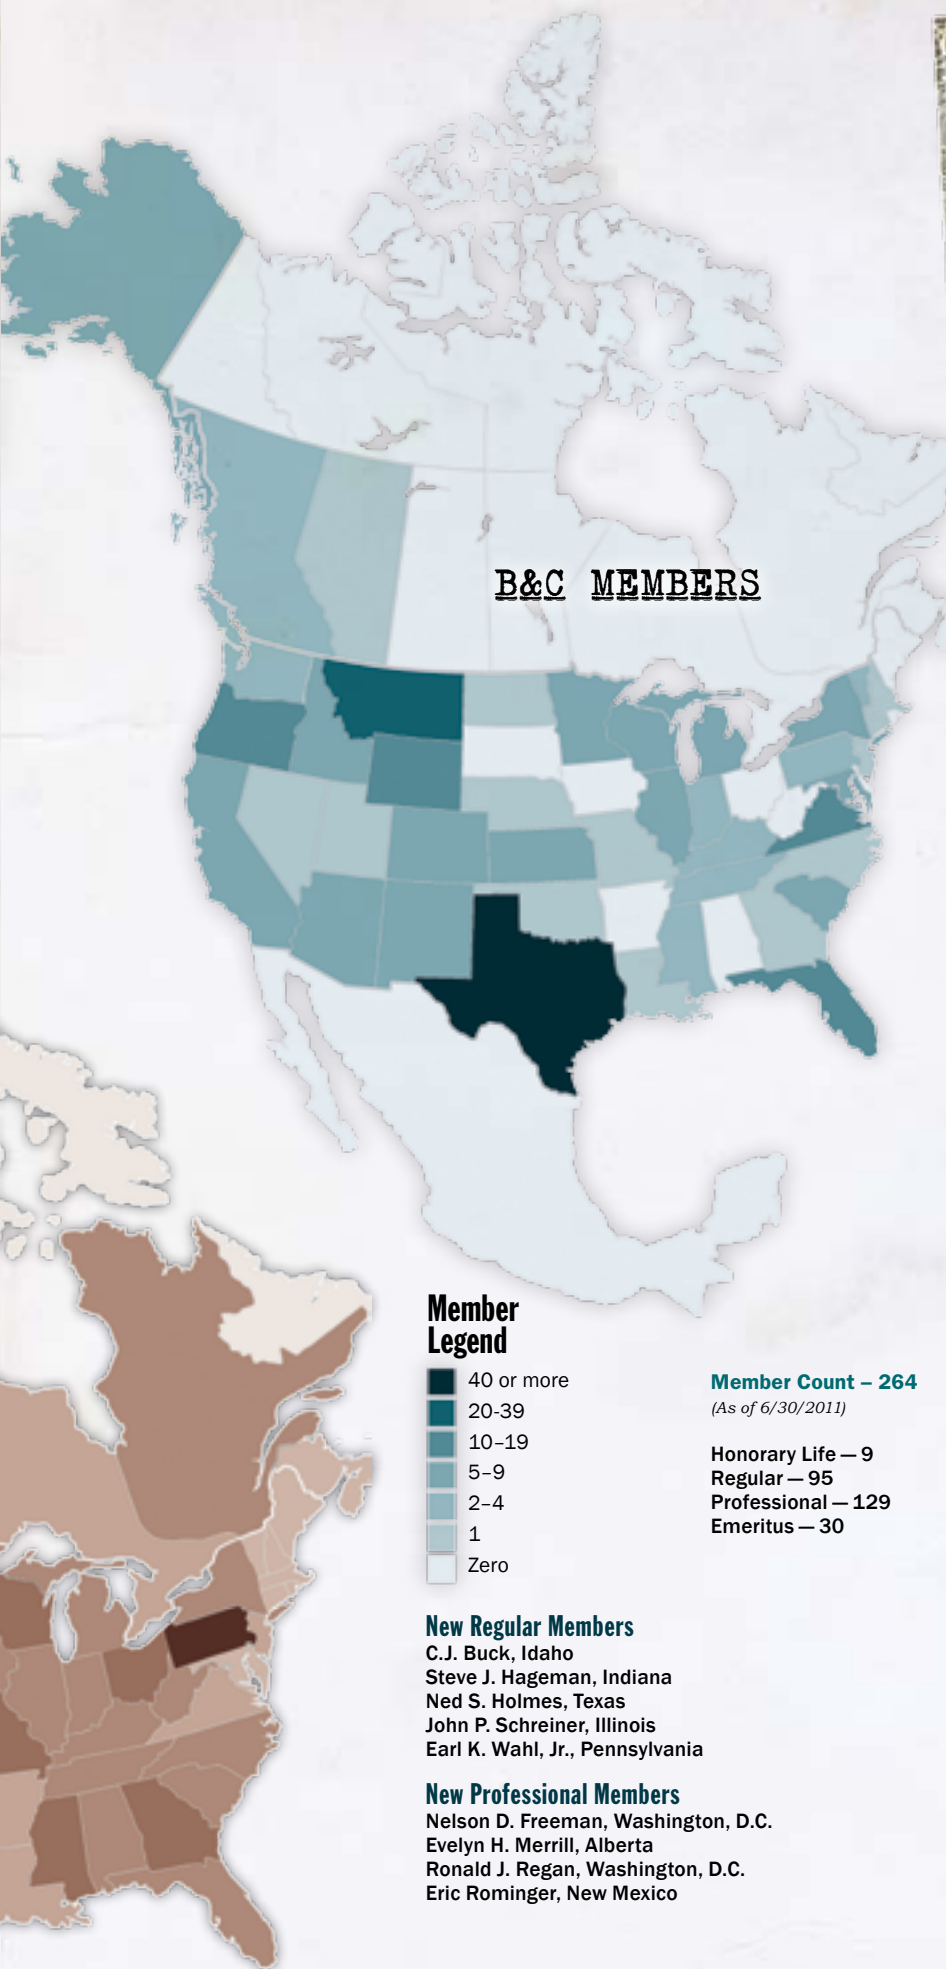 B&C MEMBERS
Member
Legend
40 or more
20-39
10–19
5–9
2–4
1
Zero
Member Count – 264
(As of 6/30/2011)
Honorary Life — 9
Regular — 95
Professional — 129
Emeritus — 30
New Regular Members
C.J. Buck, Idaho
Steve J. Hageman, Indiana
Ned S. Holmes, Texas
John P. Schreiner, Illinois
Earl K. Wahl, Jr., Pennsylvania
New Professional Members
Nelson D. Freeman, Washington, D.C.
Evelyn H. Merrill, Alberta
Ronald J. Regan, Washington, D.C.
Eric Rominger, New Mexico